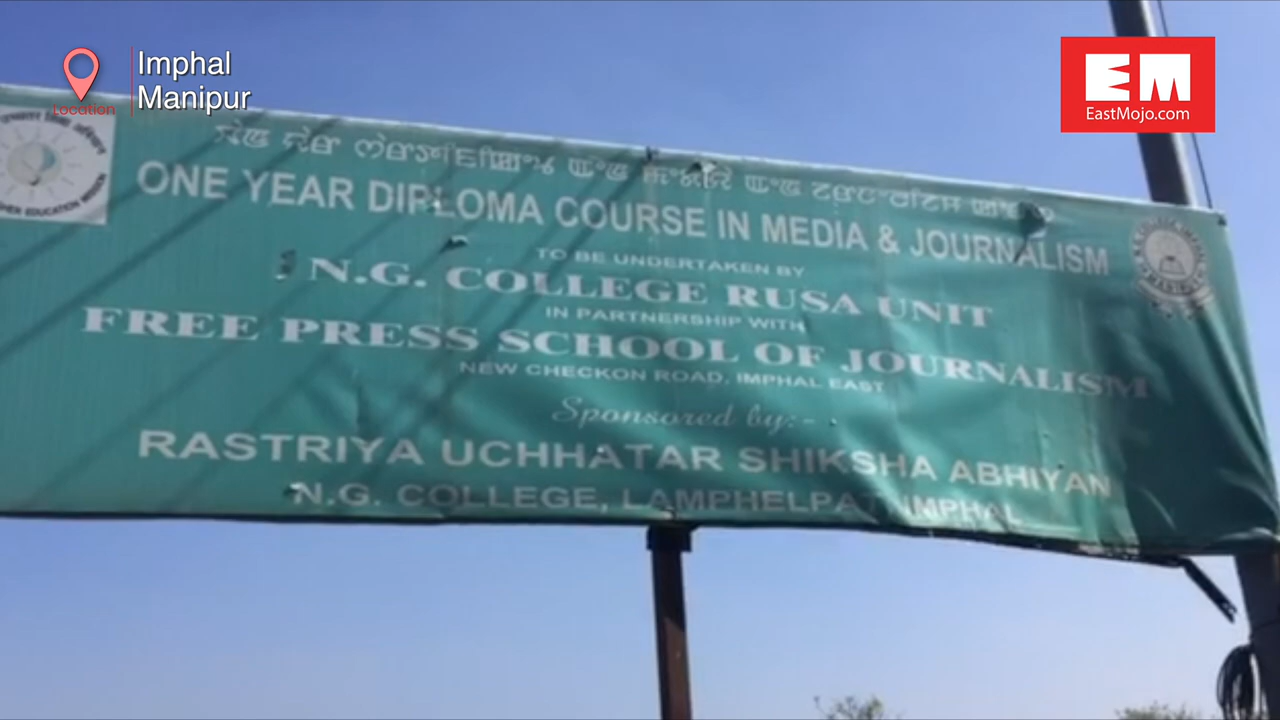 Imphal
Manipur
Location
EM
EastMojo.com
ONE YEAR DIPLOMA COURSE IN MEDIA & JOURNALISM
TO BE UNDERTAKEN BY
N.G. COLLEGE RUSA UNIT
IN PARTNERSHIP WITH
FREE PRESS SCHOOL OF JOURNALISM
NEW CHECKON ROAD, IMPHAL EAST
Sponsored by:-
RASTRIYA UCHHATAR SHIKSHA ABHIYAN
N.G. COLLEGE, LAMPHELPAT, IMPHAL